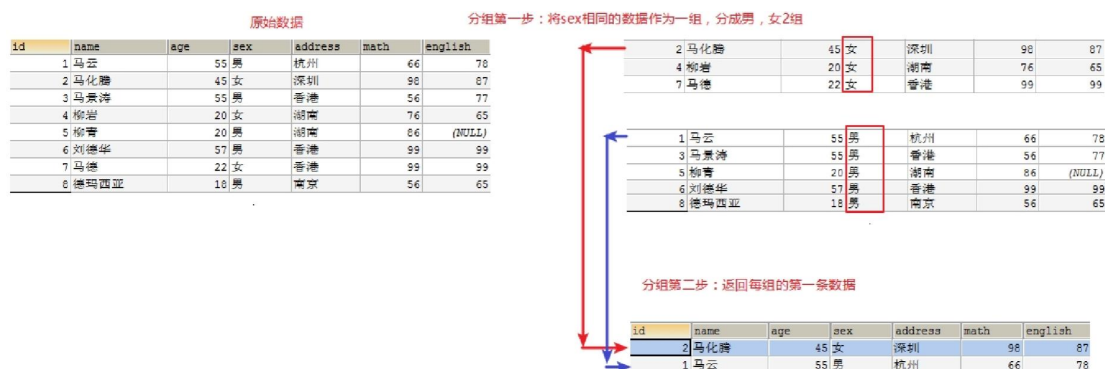 原始数据
id name age sex address math english
1 马云 55 男 杭州 66 78
2 马化腾 45 女 深圳 98 87
3 马景涛 55 男 香港 56 77
4 柳岩 20 女 湖南 76 65
5 柳青 20 男 湖南 86 (NULL)
6 刘德华 57 男 香港 99 99
7 马德 22 女 香港 99 99
8 德玛西亚 18 男 南京 56 65
分组第一步：将sex相同的数据作为一组，分成男，女2组
2 马化腾 45 女 深圳 98 87
4 柳岩 20 女 湖南 76 65
7 马德 22 女 香港 99 99
1 马云 55 男 杭州 66 78
3 马景涛 55 男 香港 56 77
5 柳青 20 男 湖南 86 (NULL)
6 刘德华 57 男 香港 99 99
8 德玛西亚 18 男 南京 56 65
分组第二步：返回每组的第一条数据
id name age sex address math english
2 马化腾 45 女 深圳 98 87
1 马云 55 男 杭州 66 78